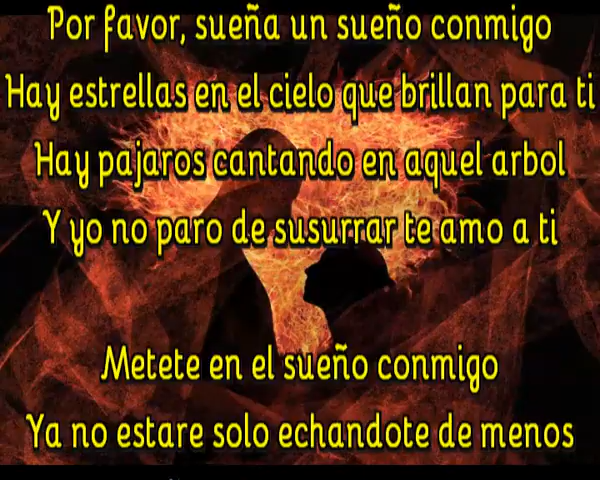 Por favor, sueña un sueño conmigo
Hay estrellas en el cielo que brillan para ti
Hay pajaros cantando en aquel arbol
Y yo no paro de susurrar te amo a ti
Metete en el sueño conmigo
Ya no estare solo echandote de menos